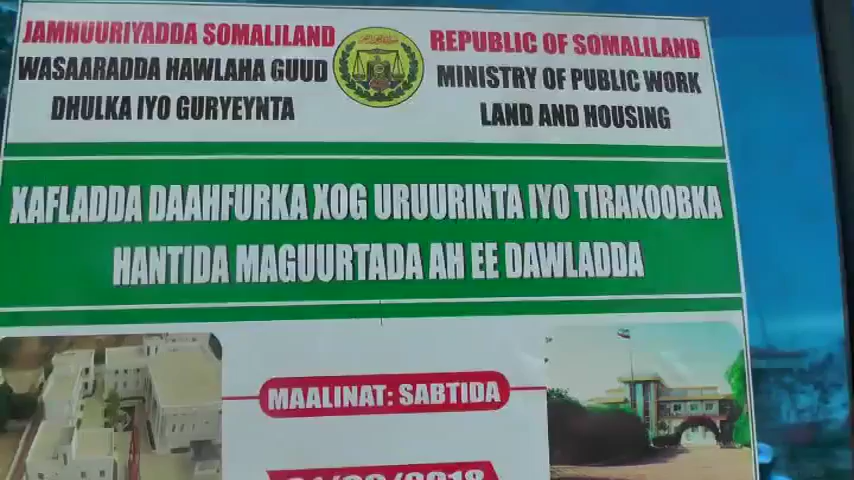 JAMHUURIYADDA SOMALILAND
WASAARADDA HAWLAHA GUUD
DHULKA IYO GURYEYNTA
REPUBLIC OF SOMALILAND
MINISTRY OF PUBLIC WORK
LAND AND HOUSING
XAFLADDA DAAHFURKA XOG URUURINTA IYO TIRAKOOBKA
HANTIDA MAGUURTADA AH EE DAWLADDA
MAALINAT: SABTIDA